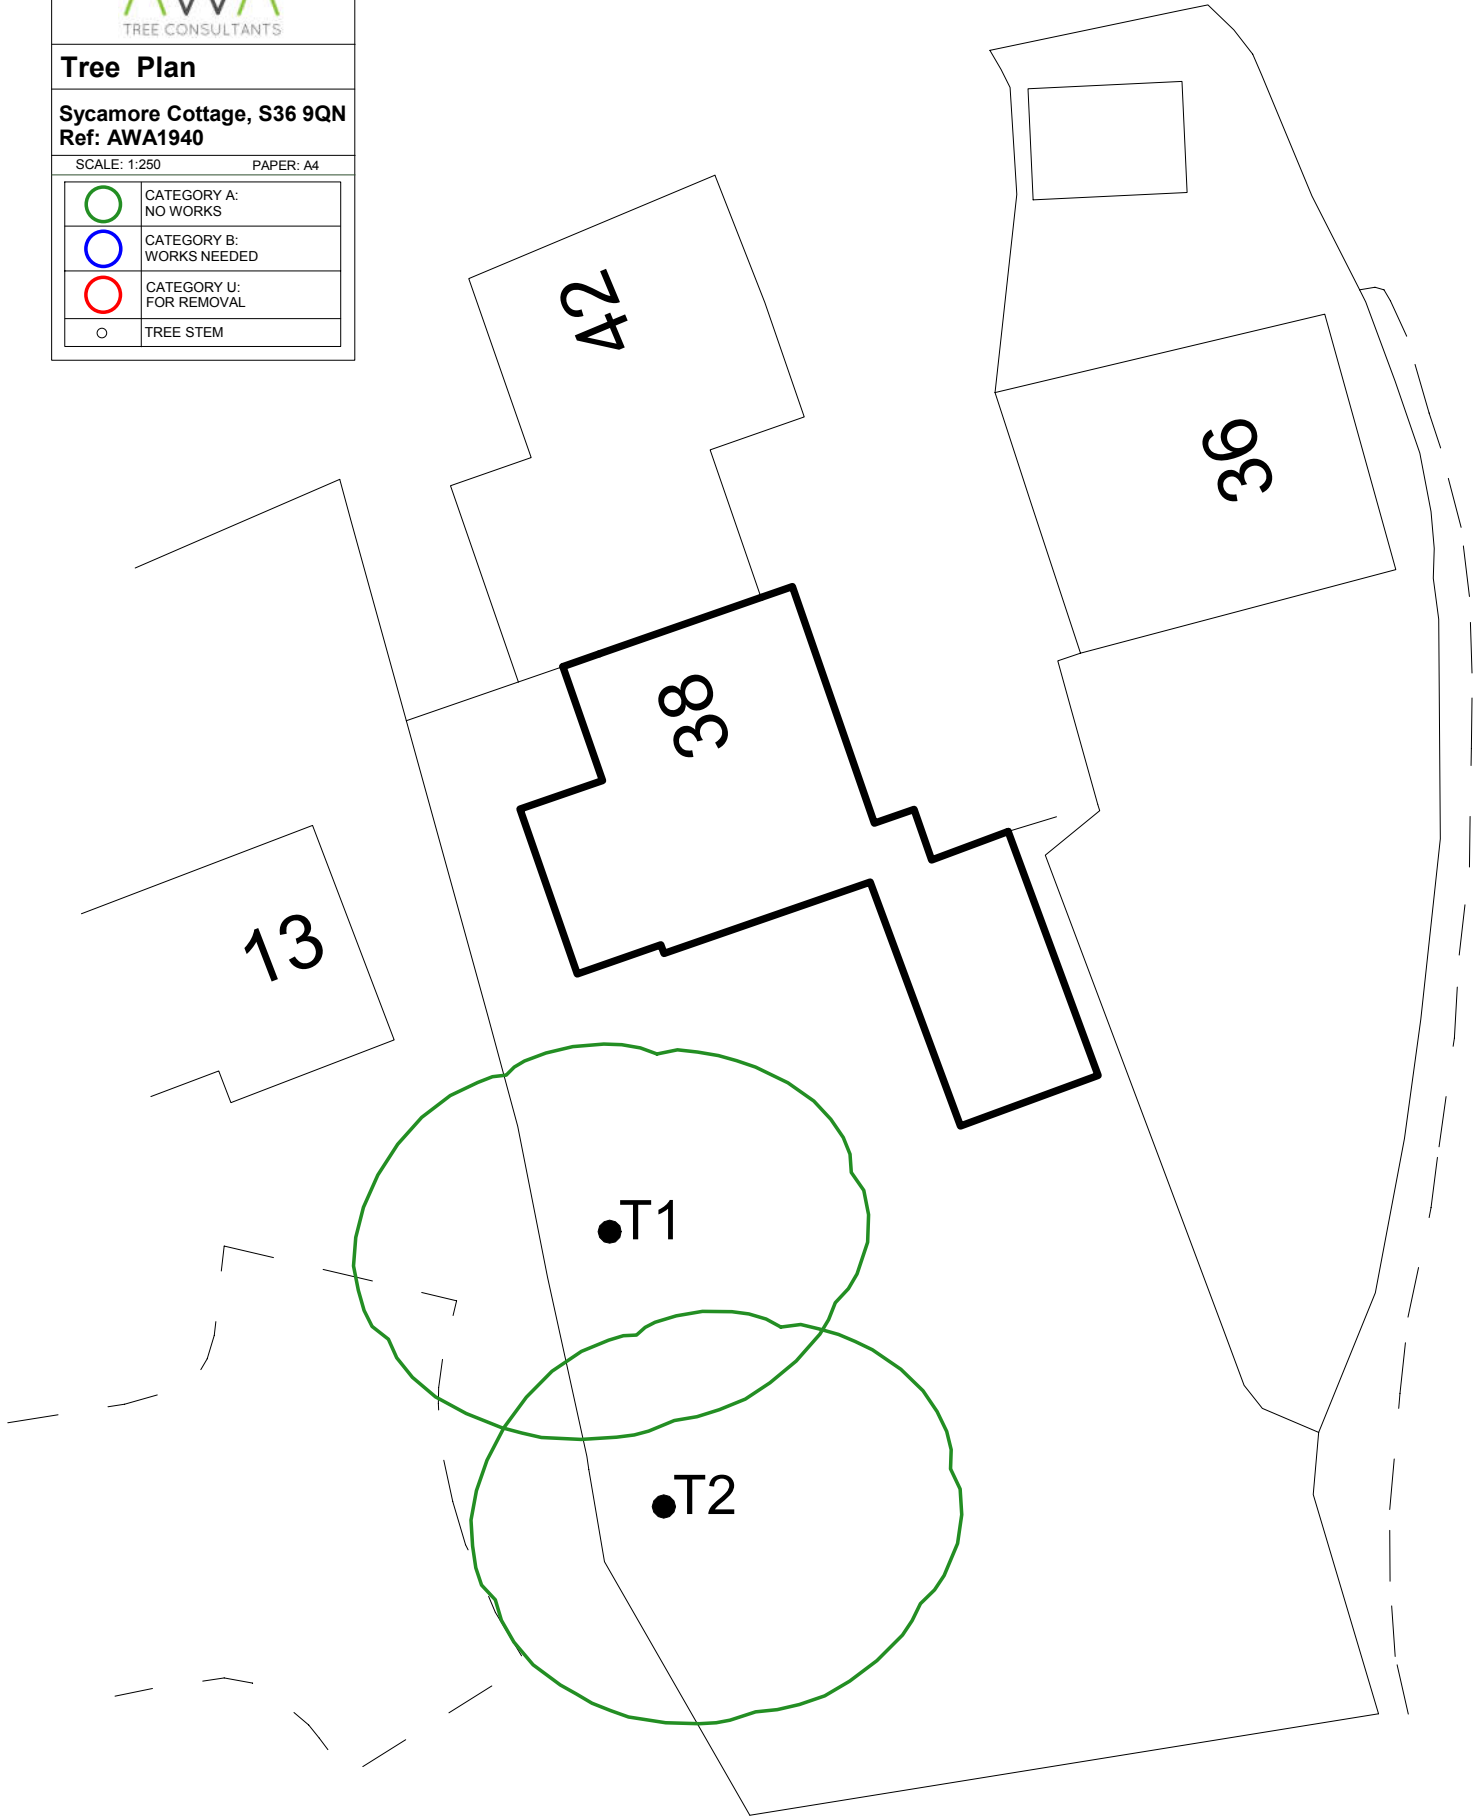 AWA
TREE CONSULTANTS
Tree Plan
Sycamore Cottage, S36 9QN
Ref: AWA1940
SCALE: 1:250 PAPER: A4
CATEGORY A:
NO WORKS
CATEGORY B:
WORKS NEEDED
CATEGORY U:
FOR REMOVAL
TREE STEM
42
36
38
13
T1
T2